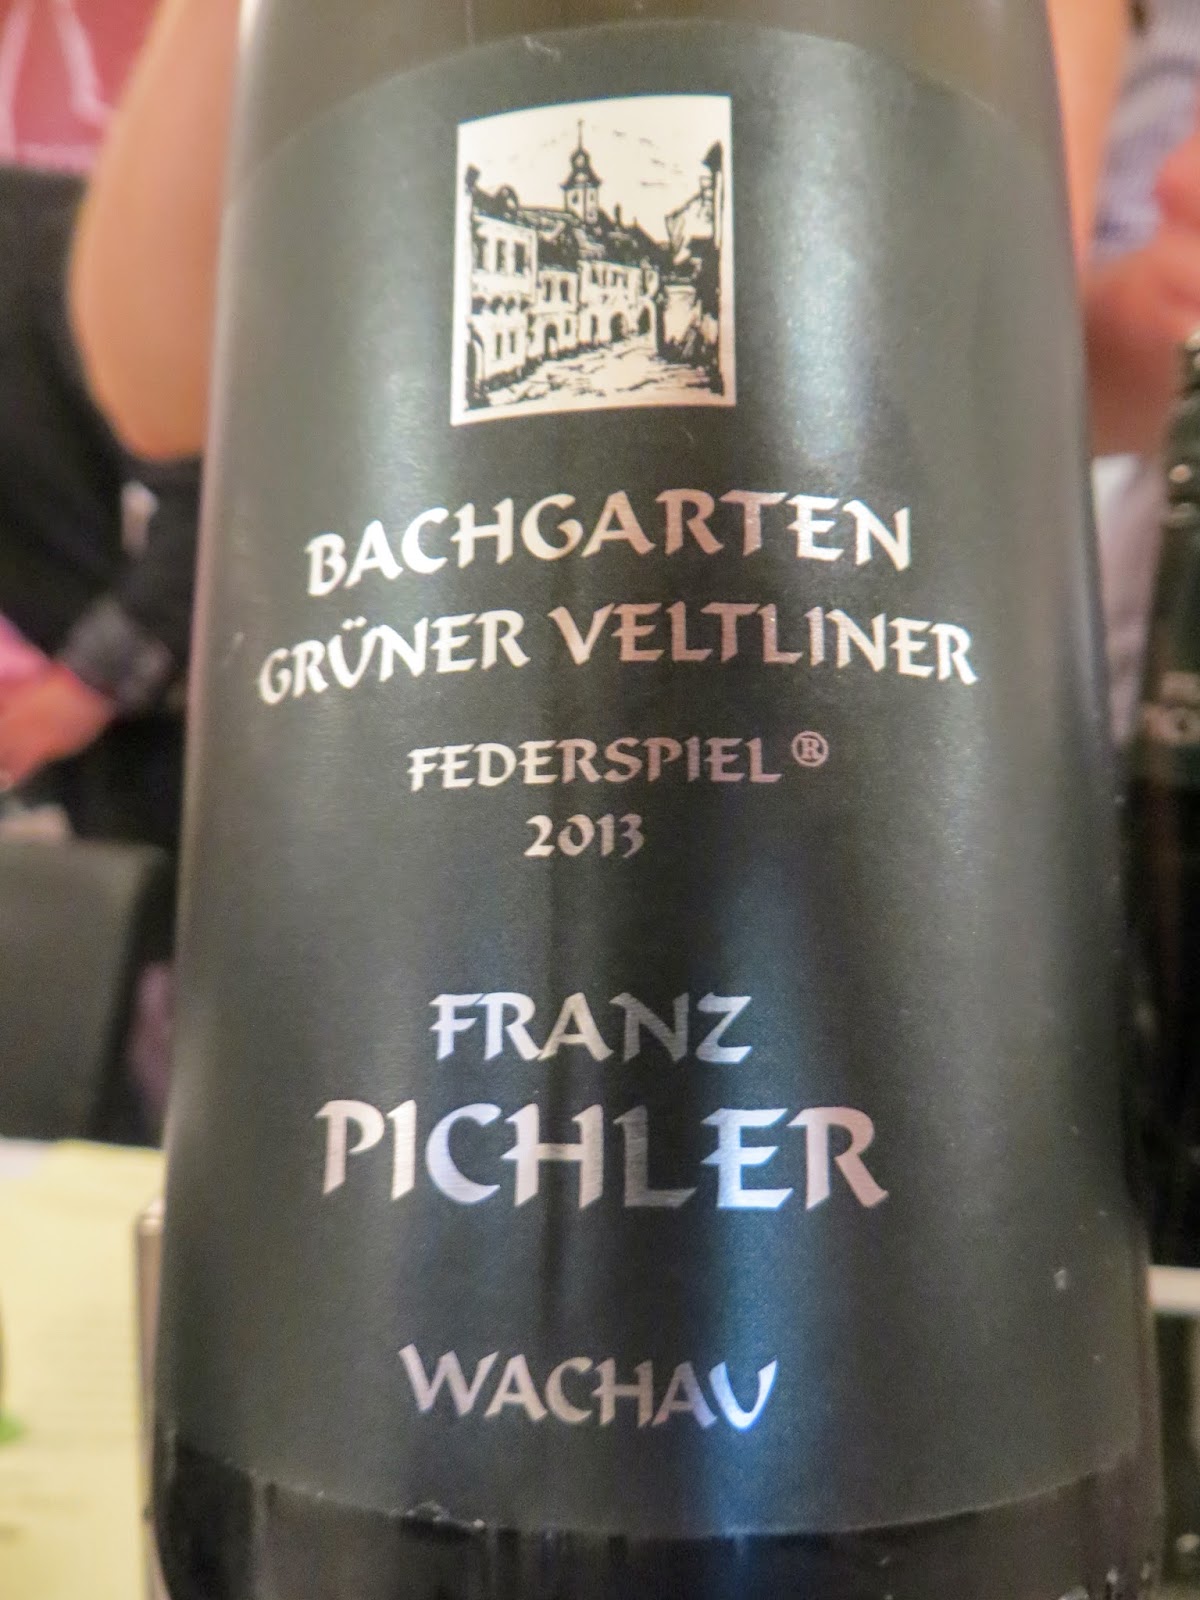 BACHGARTEN
GRÜNER VELTLINER
FEDERSPIEL ®
2013
FRANZ
PICHLER
WACHAU